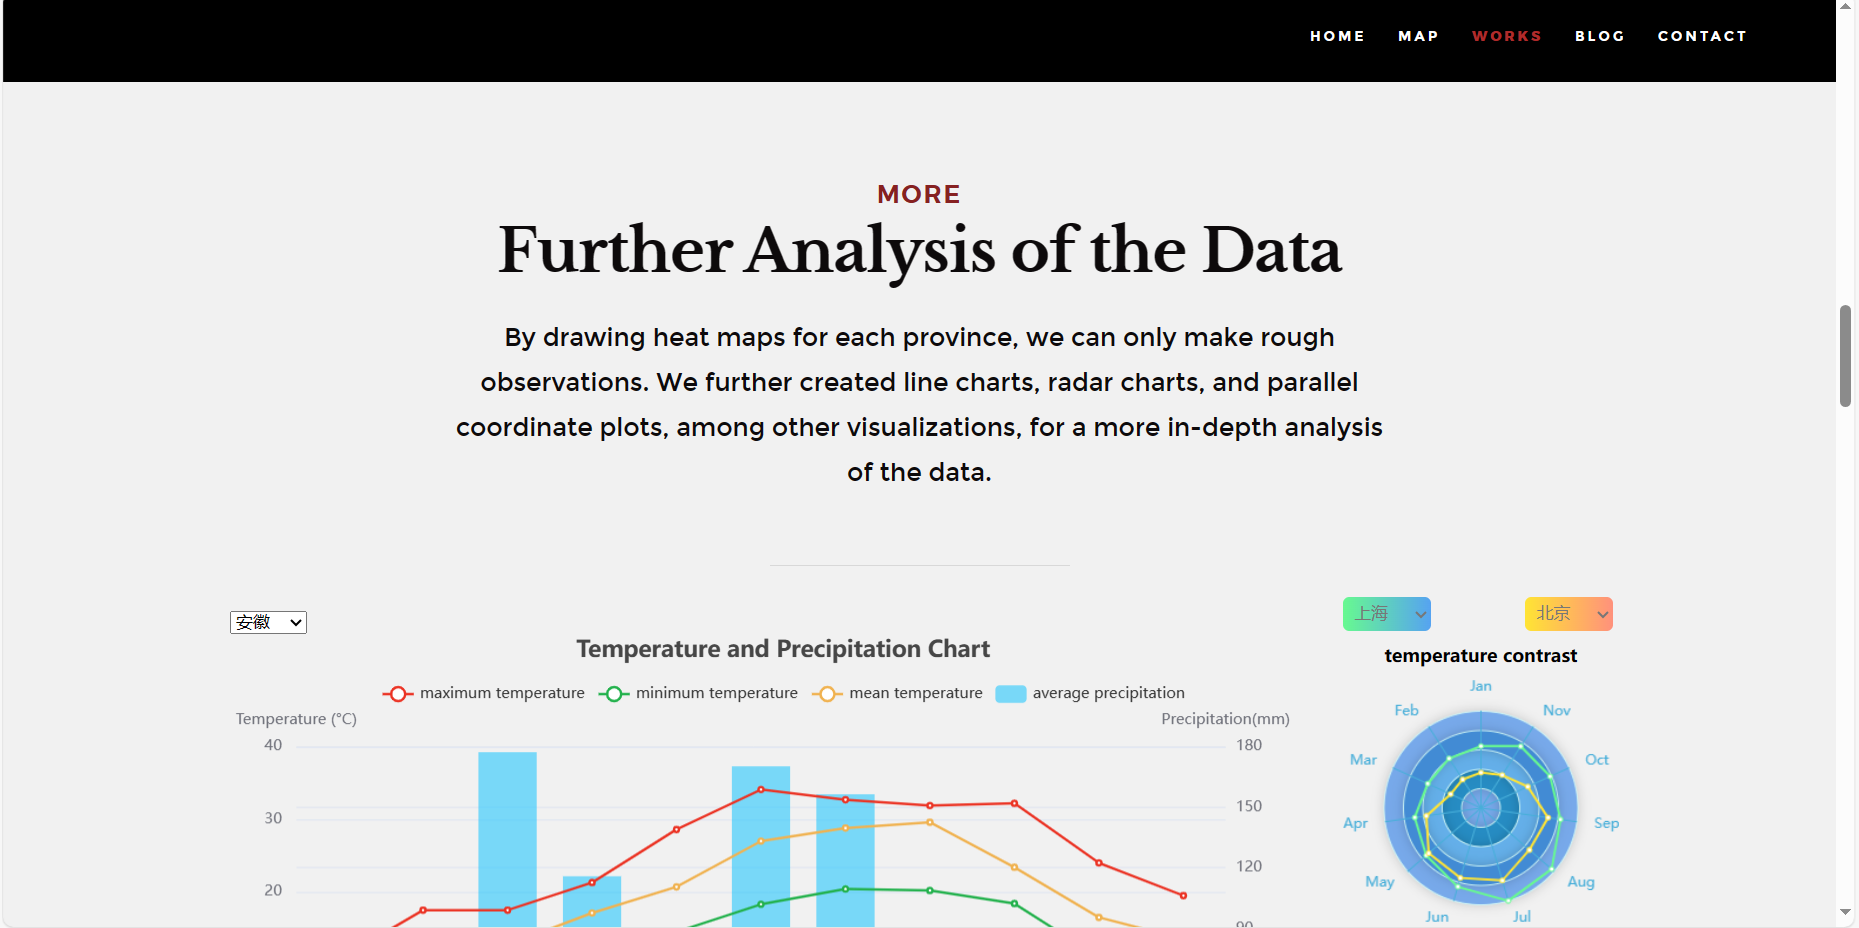 HOME MAP WORKS BLOG CONTACT
MORE
Further Analysis of the Data
By drawing heat maps for each province, we can only make rough
observations. We further created line charts, radar charts, and parallel
coordinate plots, among other visualizations, for a more in-depth analysis
of the data.
安徽
Temperature and Precipitation Chart
maximum temperature minimum temperature mean temperature average precipitation
Temperature (°C) Precipitation(mm)
40 180
150
30
120
20
90
上海 北京
temperature contrast
Jan
Feb Nov
Mar Oct
Apr Sep
May Aug
Jun Jul